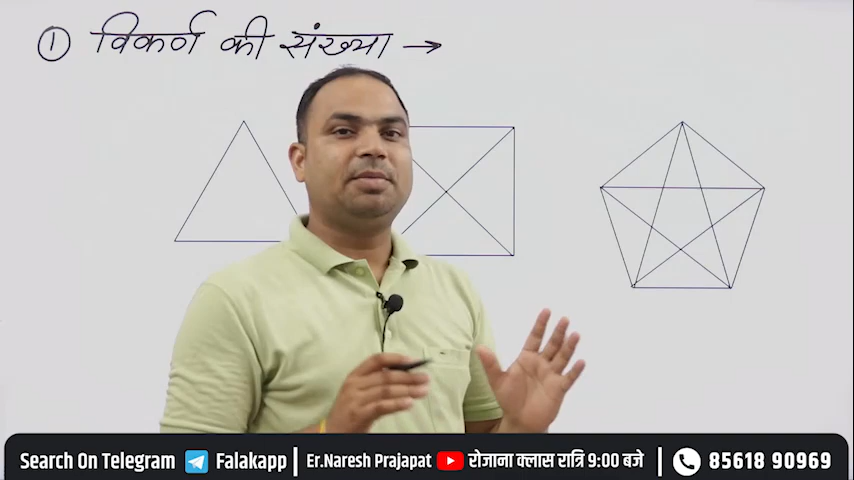 ① विकर्ण की संख्या →
Search On Telegram Falakapp | Er.Naresh Prajapat रोजाना क्लास रात्रि 9:00 बजे | 85618 90969